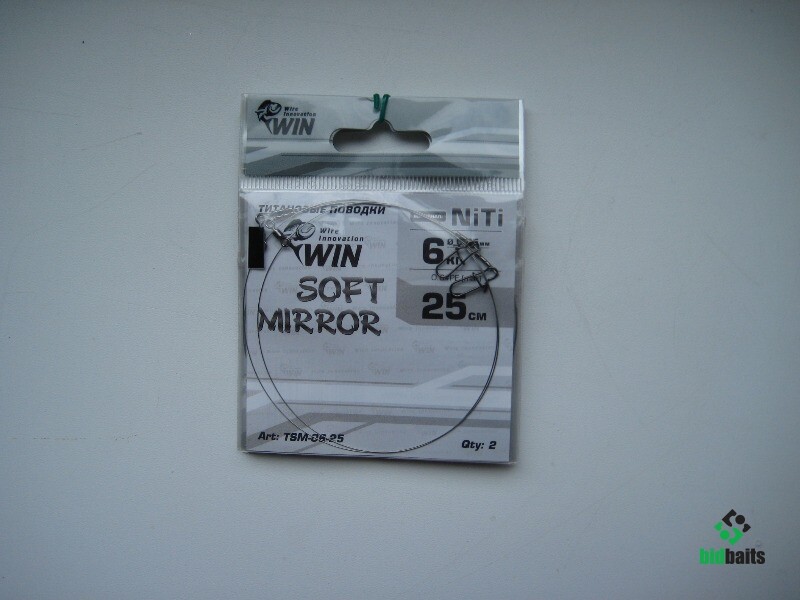 Wire
Innovation
WIN
ТИТАНОВЫЕ ПОВОДКИ
NiTi
Wire
Innovation
WIN
6
SOFT
MIRROR
25 см
Art: TSM-06-25
Qty: 2
bidbaits